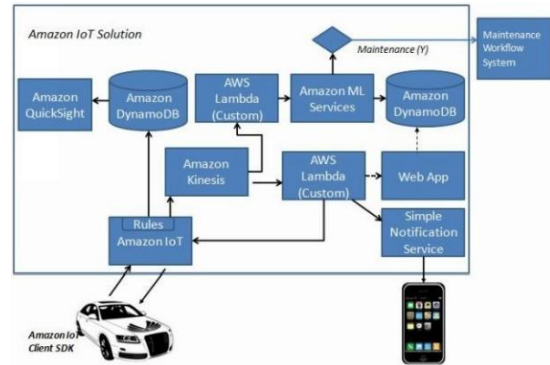 Amazon IoT Solution
Maintenance (Y)
Maintenance
Workflow
System
Amazon
QuickSight
Amazon
DynamoDB
AWS
Lambda
(Custom)
Amazon ML
Services
Amazon
DynamoDB
Amazon
Kinesis
AWS
Lambda
(Custom)
Web App
Rules
Amazon IoT
Simple
Notification
Service
Amazon IoT
Client SDK